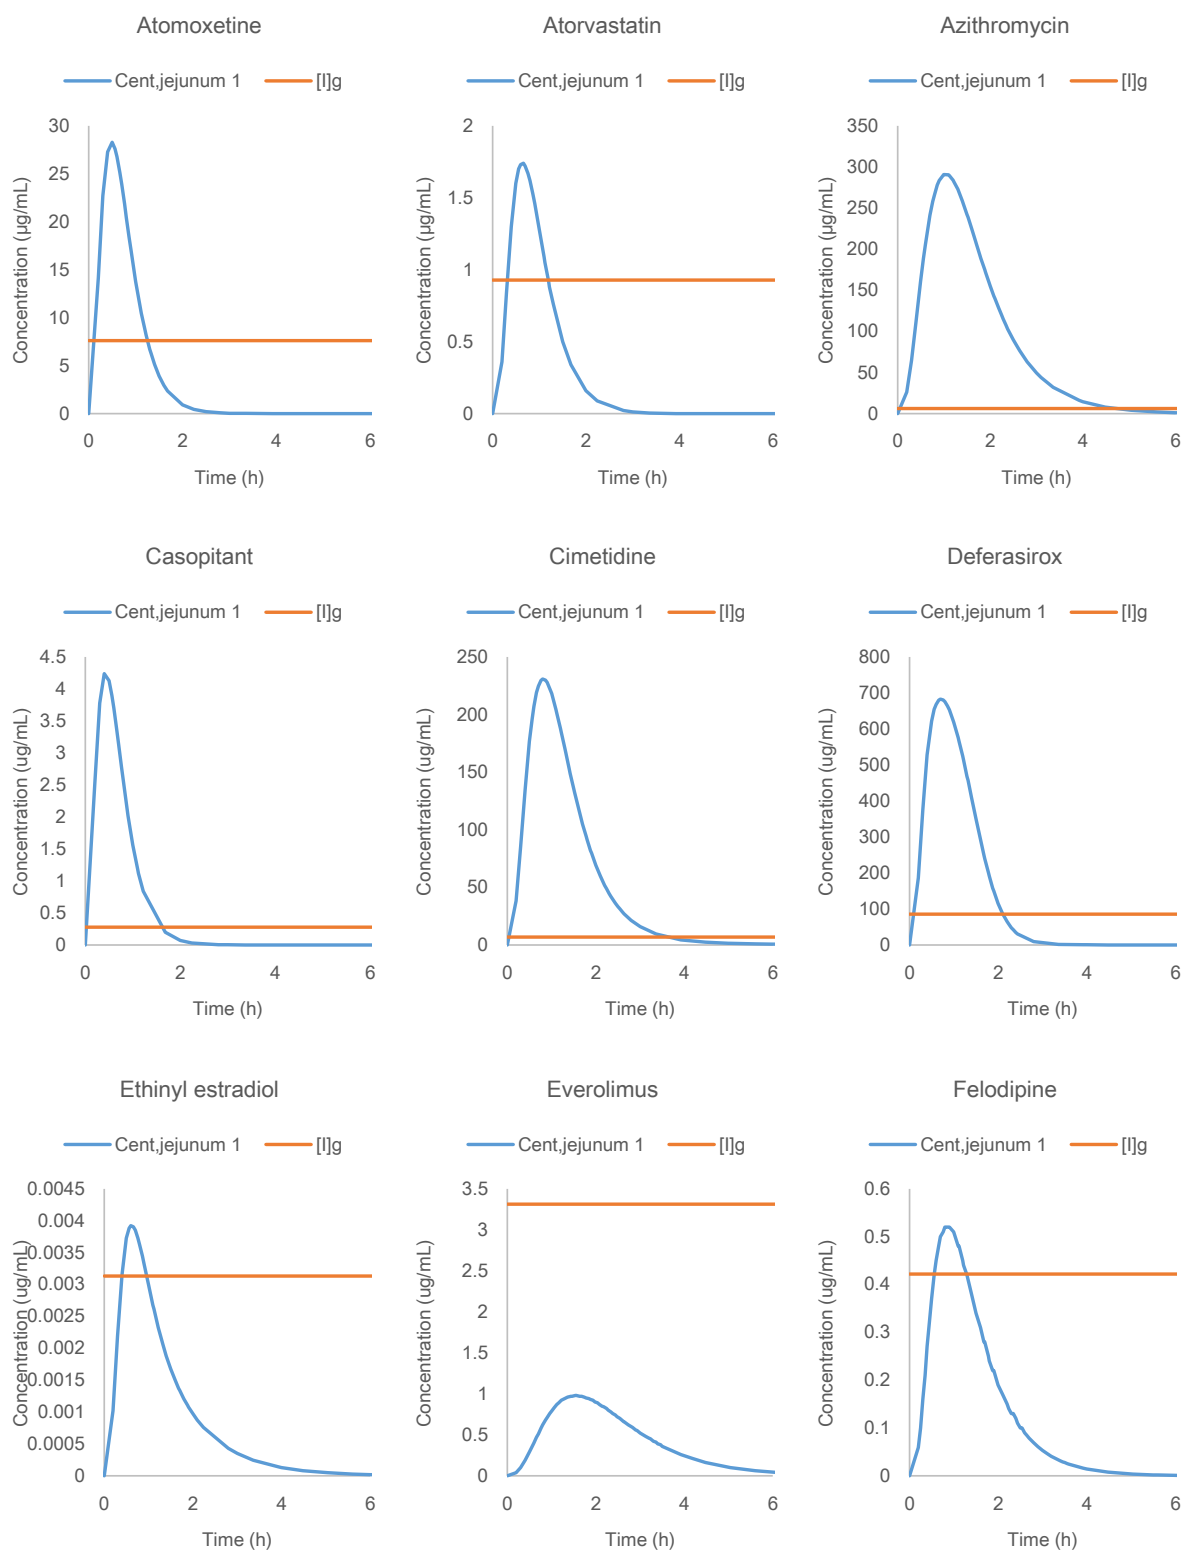 Atomoxetine
Cent,jejunum 1 [I]g
Concentration (µg/mL)
30
25
20
15
10
5
0
0 2 4 6
Time (h)
Atorvastatin
Cent,jejunum 1 [I]g
Concentration (µg/mL)
2
1.5
1
0.5
0
0 2 4 6
Time (h)
Azithromycin
Cent,jejunum 1 [I]g
Concentration (µg/mL)
350
300
250
200
150
100
50
0
0 2 4 6
Time (h)
Casopitant
Cent,jejunum 1 [I]g
Concentration (ug/mL)
4.5
4
3.5
3
2.5
2
1.5
1
0.5
0
0 2 4 6
Time (h)
Cimetidine
Cent,jejunum 1 [I]g
Concentration (ug/mL)
250
200
150
100
50
0
0 2 4 6
Time (h)
Deferasirox
Cent,jejunum 1 [I]g
Concentration (ug/mL)
800
700
600
500
400
300
200
100
0
0 2 4 6
Time (h)
Ethinyl estradiol
Cent,jejunum 1 [I]g
Concentration (ug/mL)
0.0045
0.004
0.0035
0.003
0.0025
0.002
0.0015
0.001
0.0005
0
0 2 4 6
Time (h)
Everolimus
Cent,jejunum 1 [I]g
Concentration (ug/mL)
3.5
3
2.5
2
1.5
1
0.5
0
0 2 4 6
Time (h)
Felodipine
Cent,jejunum 1 [I]g
Concentration (ug/mL)
0.6
0.5
0.4
0.3
0.2
0.1
0
0 2 4 6
Time (h)